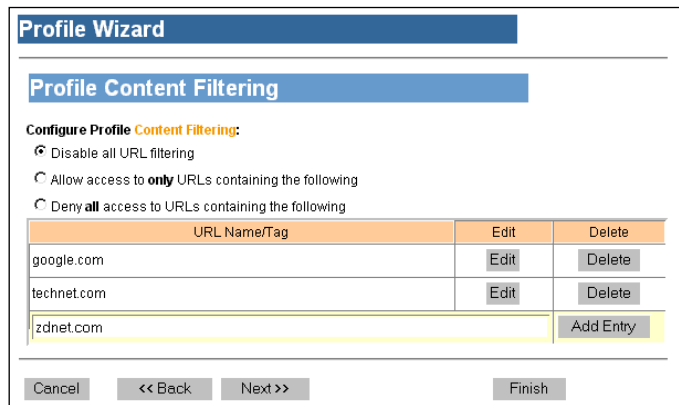 Profile Wizard
Profile Content Filtering
Configure Profile Content Filtering:
Disable all URL filtering
Allow access to only URLs containing the following
Deny all access to URLs containing the following
URL Name/Tag Edit Delete
google.com Edit Delete
technet.com Edit Delete
zdnet.com Add Entry
Cancel << Back Next >> Finish